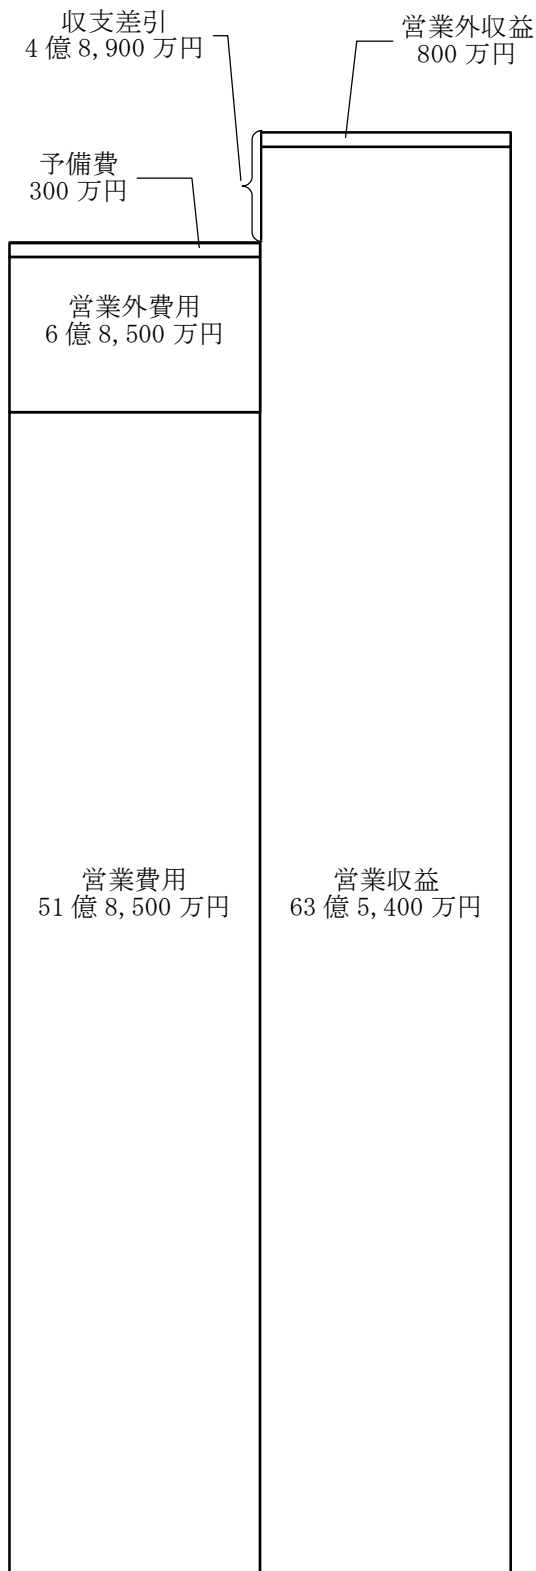 収支差引
4億8,900万円
営業外収益
800万円
予備費
300万円
営業外費用
6億8,500万円
営業費用
51億8,500万円
営業収益
63億5,400万円